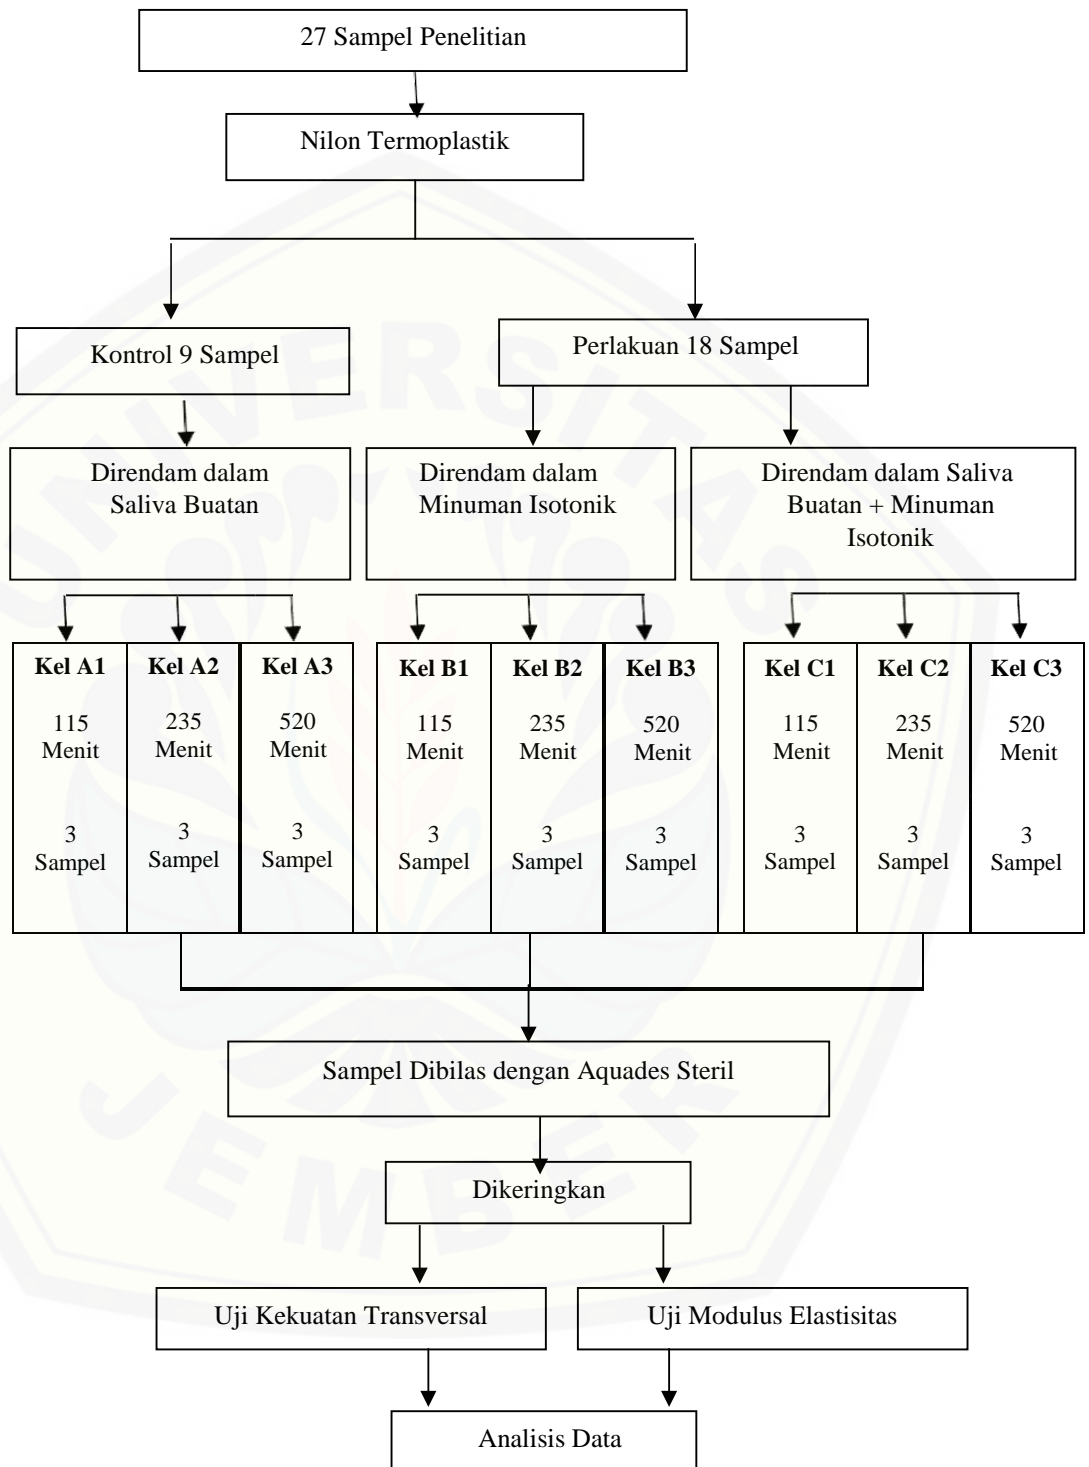 27 Sampel Penelitian
Nilon Termoplastik
Kontrol 9 Sampel
Perlakuan 18 Sampel
Direndam dalam
Saliva Buatan
Direndam dalam
Minuman Isotonik
Direndam dalam Saliva
Buatan + Minuman
Isotonik
Kel A1
115
Menit
3
Sampel
Kel A2
235
Menit
3
Sampel
Kel A3
520
Menit
3
Sampel
Kel B1
115
Menit
3
Sampel
Kel B2
235
Menit
3
Sampel
Kel B3
520
Menit
3
Sampel
Kel C1
115
Menit
3
Sampel
Kel C2
235
Menit
3
Sampel
Kel C3
520
Menit
3
Sampel
Sampel Dibilas dengan Aquades Steril
Dikeringkan
Uji Kekuatan Transversal
Uji Modulus Elastisitas
Analisis Data
UNIVERSITAS
JEMBER